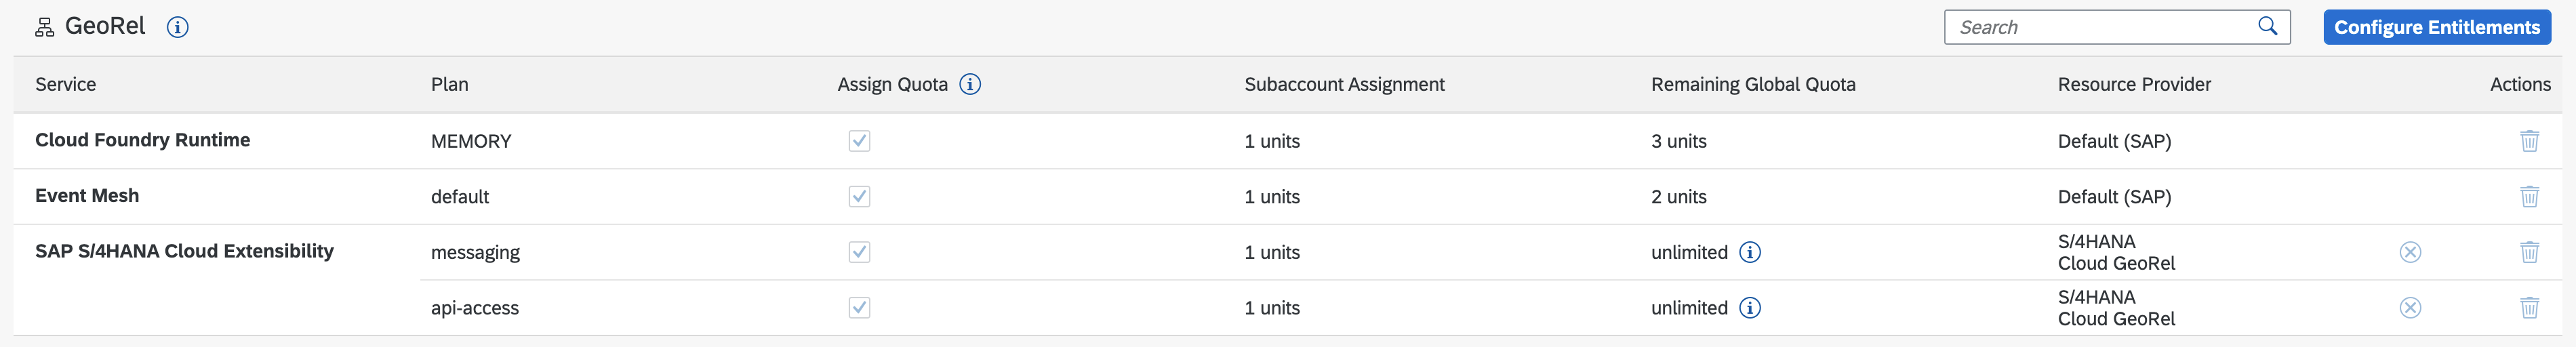 GeoRel
Search
Configure Entitlements
Service Plan Assign Quota Subaccount Assignment Remaining Global Quota Resource Provider Actions
Cloud Foundry Runtime MEMORY 1 units 3 units Default (SAP)
Event Mesh default 1 units 2 units Default (SAP)
SAP S/4HANA Cloud Extensibility messaging 1 units unlimited S/4HANA
Cloud GeoRel
api-access 1 units unlimited S/4HANA
Cloud GeoRel